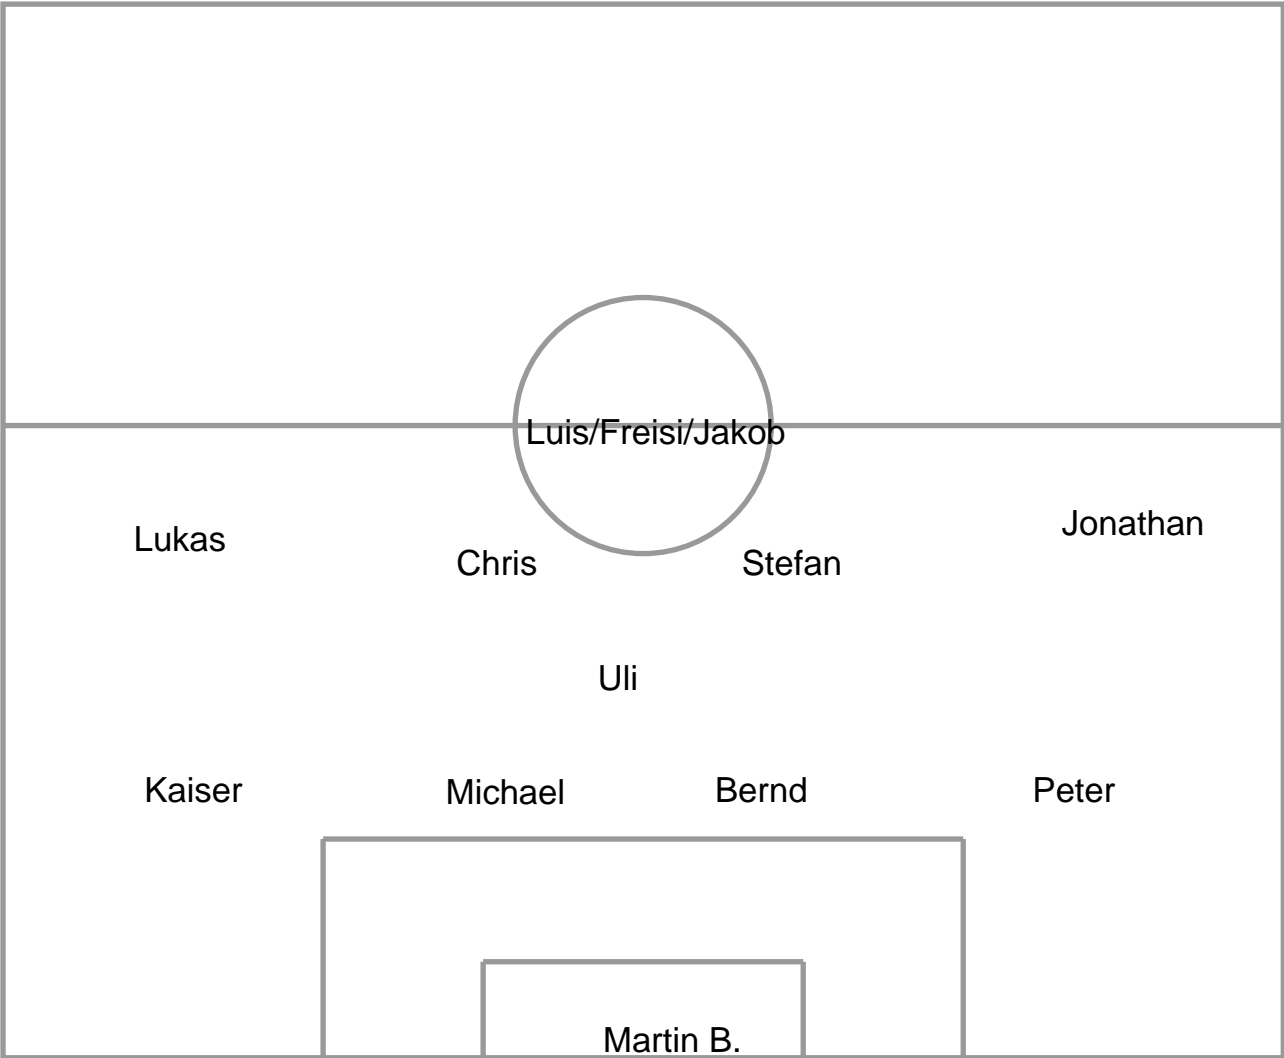 Luis/Freisi/Jakob
Lukas
Jonathan
Chris
Stefan
Uli
Kaiser
Michael
Bernd
Peter
Martin B.